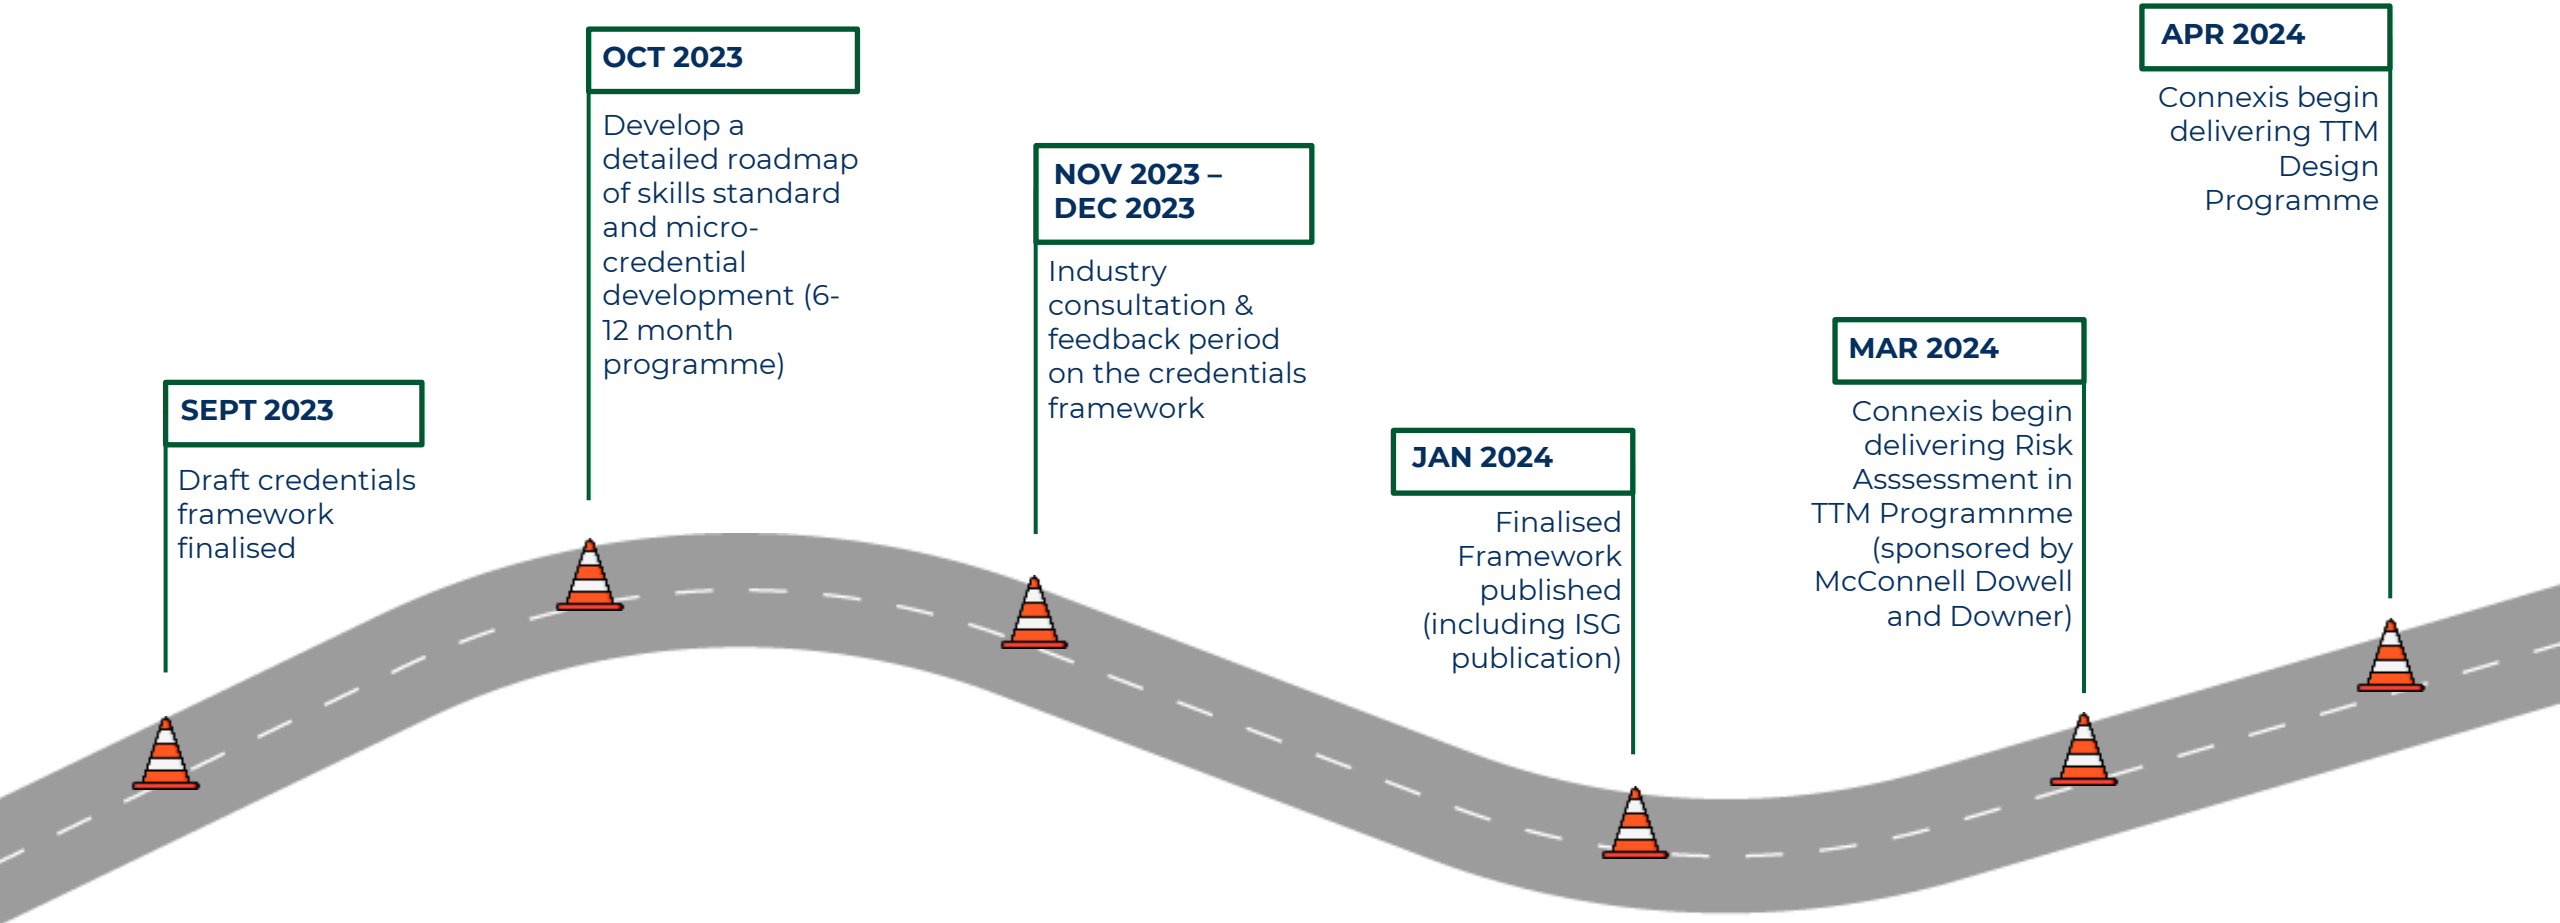 SEPT 2023
Draft credentials
framework
finalised
OCT 2023
Develop a
detailed roadmap
of skills standard
and micro-
credential
development (6-
12 month
programme)
NOV 2023 –
DEC 2023
Industry
consultation &
feedback period
on the credentials
framework
JAN 2024
Finalised
Framework
published
(including ISG
publication)
MAR 2024
Connexis begin
delivering Risk
Asssessment in
TTM Programnme
(sponsored by
McConnell Dowell
and Downer)
APR 2024
Connexis begin
delivering TTM
Design
Programme